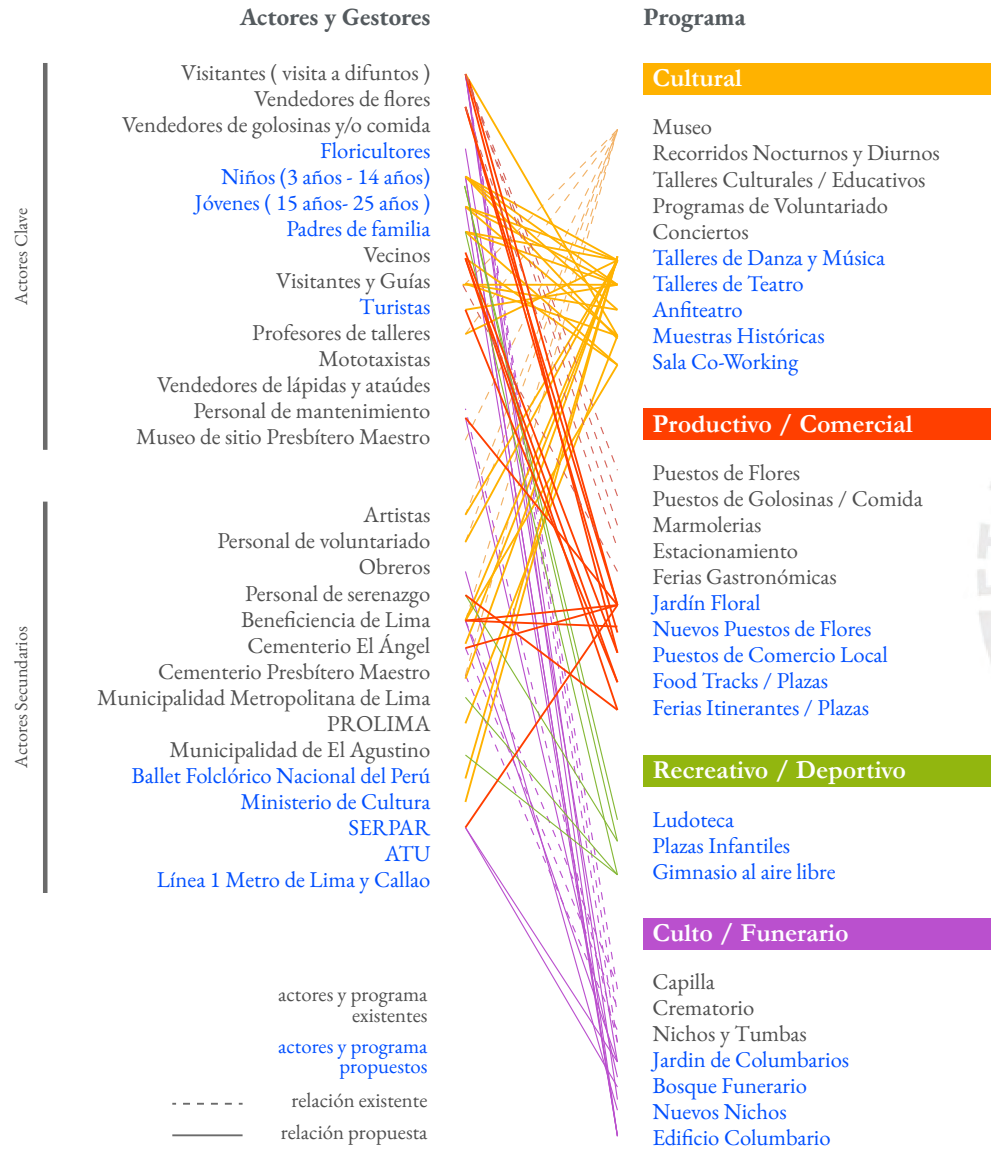 Actores y Gestores
Actores Clave
Visitantes ( visita a difuntos )
Vendedores de flores
Vendedores de golosinas y/o comida
Floricultores
Niños (3 años - 14 años)
Jóvenes ( 15 años- 25 años )
Padres de familia
Vecinos
Visitantes y Guías
Turistas
Profesores de talleres
Mototaxistas
Vendedores de lápidas y ataúdes
Personal de mantenimiento
Museo de sitio Presbítero Maestro
Actores Secundarios
Artistas
Personal de voluntariado
Obreros
Personal de serenazgo
Beneficiencia de Lima
Cementerio El Ángel
Cementerio Presbítero Maestro
Municipalidad Metropolitana de Lima
PROLIMA
Municipalidad de El Agustino
Ballet Folclórico Nacional del Perú
Ministerio de Cultura
SERPAR
ATU
Línea 1 Metro de Lima y Callao
actores y programa
existentes
actores y programa
propuestos
relación existente
relación propuesta
Programa
Cultural
Museo
Recorridos Nocturnos y Diurnos
Talleres Culturales / Educativos
Programas de Voluntariado
Conciertos
Talleres de Danza y Música
Talleres de Teatro
Anfiteatro
Muestras Históricas
Sala Co-Working
Productivo / Comercial
Puestos de Flores
Puestos de Golosinas / Comida
Marmolerias
Estacionamiento
Ferias Gastronómicas
Jardín Floral
Nuevos Puestos de Flores
Puestos de Comercio Local
Food Tracks / Plazas
Ferias Itinerantes / Plazas
Recreativo / Deportivo
Ludoteca
Plazas Infantiles
Gimnasio al aire libre
Culto / Funerario
Capilla
Crematorio
Nichos y Tumbas
Jardin de Columbarios
Bosque Funerario
Nuevos Nichos
Edificio Columbario